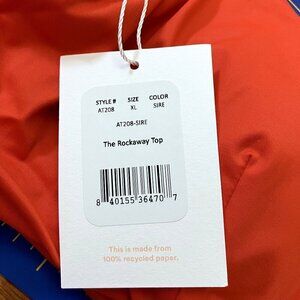 STYLE # SIZE COLOR
AT208 XL SIRE
AT208-SIRE
The Rockaway Top
8 40155 36470 7
This is made from
100% recycled paper.